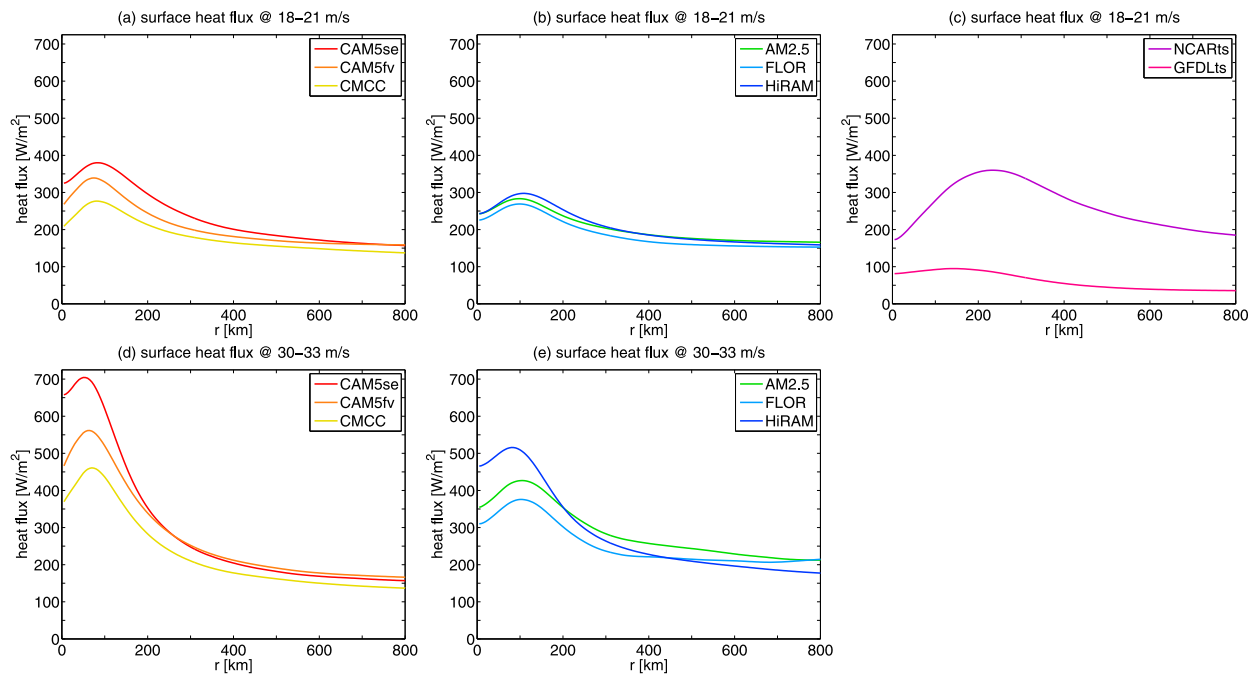 (a) surface heat flux @ 18−21 m/s
700
600
500
400
300
200
100
0
heat flux [W/m²]
0 200 400 600 800
r [km]
CAM5se
CAM5fv
CMCC
(b) surface heat flux @ 18−21 m/s
700
600
500
400
300
200
100
0
heat flux [W/m²]
0 200 400 600 800
r [km]
AM2.5
FLOR
HiRAM
(c) surface heat flux @ 18−21 m/s
700
600
500
400
300
200
100
0
heat flux [W/m²]
0 200 400 600 800
r [km]
NCARts
GFDLts
(d) surface heat flux @ 30−33 m/s
700
600
500
400
300
200
100
0
heat flux [W/m²]
0 200 400 600 800
r [km]
CAM5se
CAM5fv
CMCC
(e) surface heat flux @ 30−33 m/s
700
600
500
400
300
200
100
0
heat flux [W/m²]
0 200 400 600 800
r [km]
AM2.5
FLOR
HiRAM